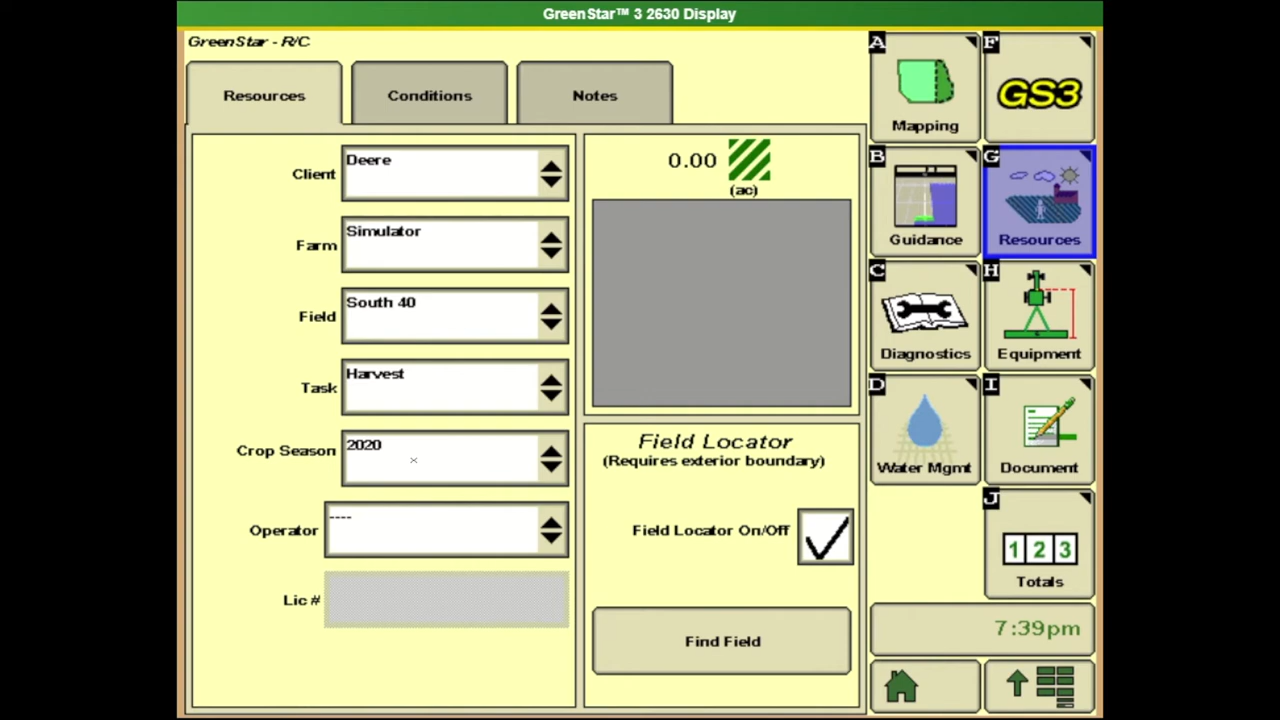 GreenStar™ 3 2630 Display
GreenStar - R/C
Resources
Conditions
Notes
Client
Deere
Farm
Simulator
Field
South 40
Task
Harvest
Crop Season
2020
Operator
----
Lic #
0.00
(ac)
Field Locator
(Requires exterior boundary)
Field Locator On/Off
Find Field
A
Mapping
F
GS3
B
Guidance
G
Resources
C
Diagnostics
H
Equipment
D
Water Mgmt
I
Document
J
1 2 3
Totals
7:39pm